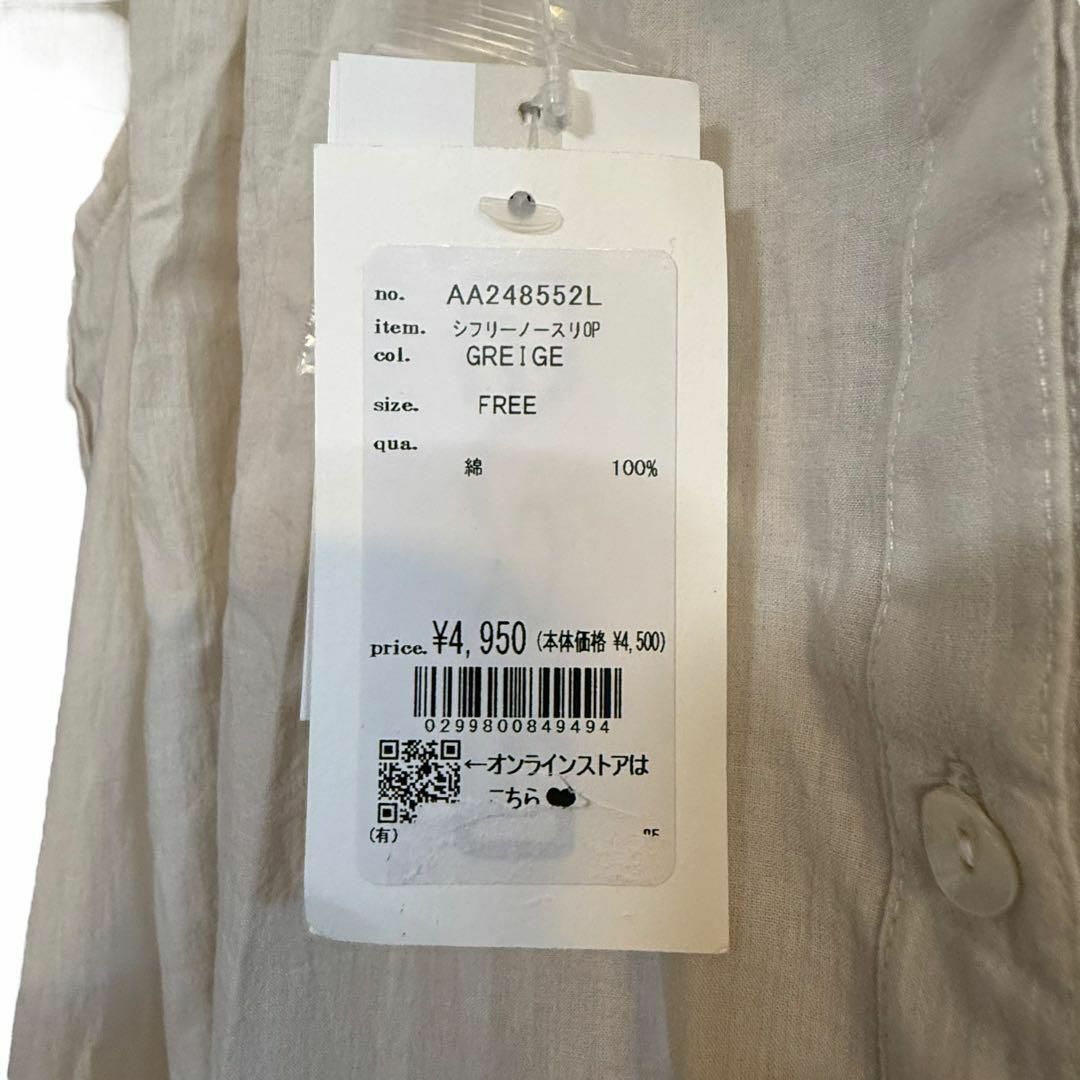 no. AA248552L
item. シフリーノースリOP
col. GREIGE
size. FREE
qua.
綿 100%
price. ¥4,950 (本体価格 ¥4,500)
0299800849494
←オンラインストアは
こちら
(有)